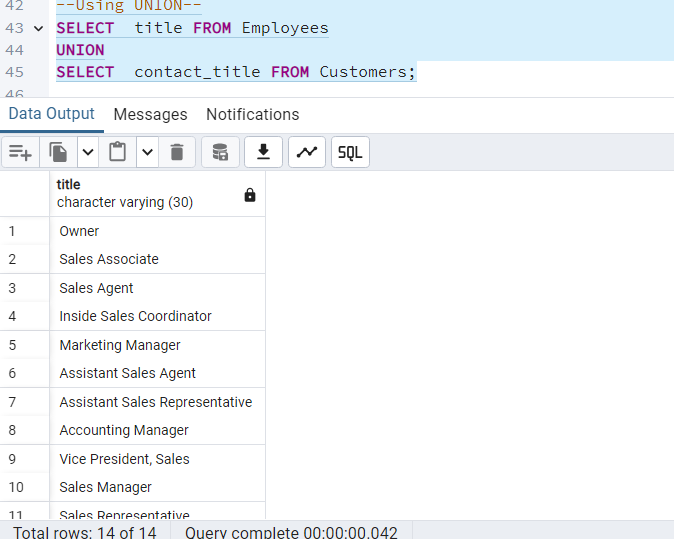 42 --Using UNION--
43 SELECT title FROM Employees
44 UNION
45 SELECT contact_title FROM Customers;
46
Data Output Messages Notifications
SQL
title
character varying (30)
1 Owner
2 Sales Associate
3 Sales Agent
4 Inside Sales Coordinator
5 Marketing Manager
6 Assistant Sales Agent
7 Assistant Sales Representative
8 Accounting Manager
9 Vice President, Sales
10 Sales Manager
11 Sales Representative
Total rows: 14 of 14 Query complete 00:00:00.042